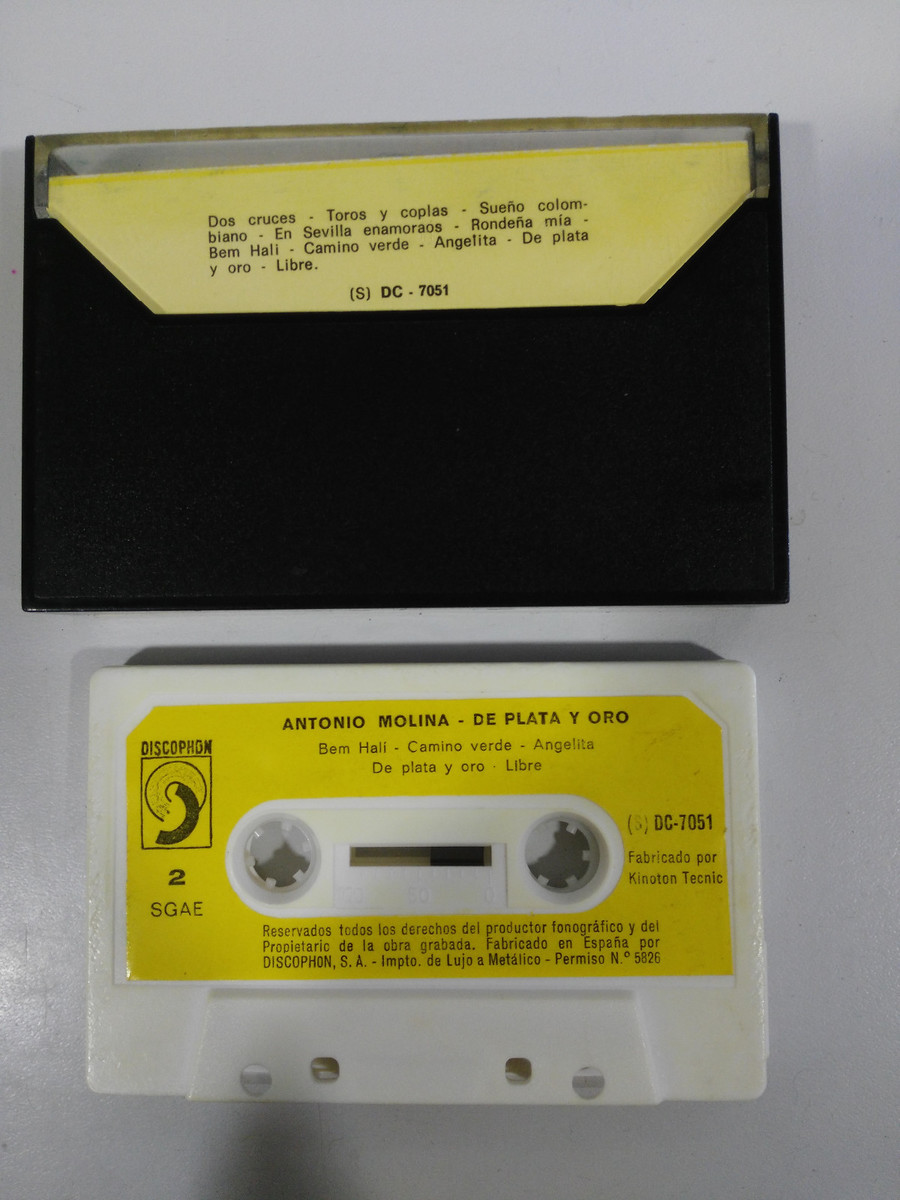 Dos cruces - Toros y coplas - Sueño colom-
biano - En Sevilla enamoraos - Rondeña mía -
Bem Hali - Camino verde - Angelita - De plata
y oro - Libre.
(S) DC - 7051
ANTONIO MOLINA - DE PLATA Y ORO
Bem Hali - Camino verde - Angelita
De plata y oro - Libre
DISCOPHON
2
SGAE
(S) DC-7051
Fabricado por
Kinoton Tecnic
Reservados todos los derechos del productor fonográfico y del
Propietario de la obra grabada. Fabricado en España por
DISCOPHON, S. A. - Impto. de Lujo a Metálico - Permiso N.° 5826